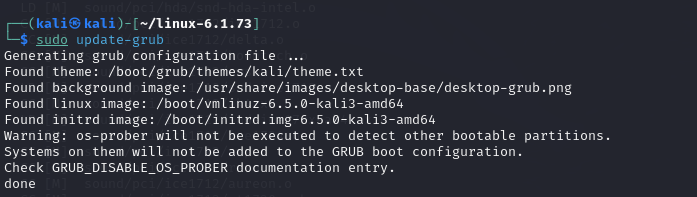 ┌──(kali㉿kali)-[~/linux-6.1.73]
└─$ sudo update-grub
Generating grub configuration file ...
Found theme: /boot/grub/themes/kali/theme.txt
Found background image: /usr/share/images/desktop-base/desktop-grub.png
Found linux image: /boot/vmlinuz-6.5.0-kali3-amd64
Found initrd image: /boot/initrd.img-6.5.0-kali3-amd64
Warning: os-prober will not be executed to detect other bootable partitions.
Systems on them will not be added to the GRUB boot configuration.
Check GRUB_DISABLE_OS_PROBER documentation entry.
done